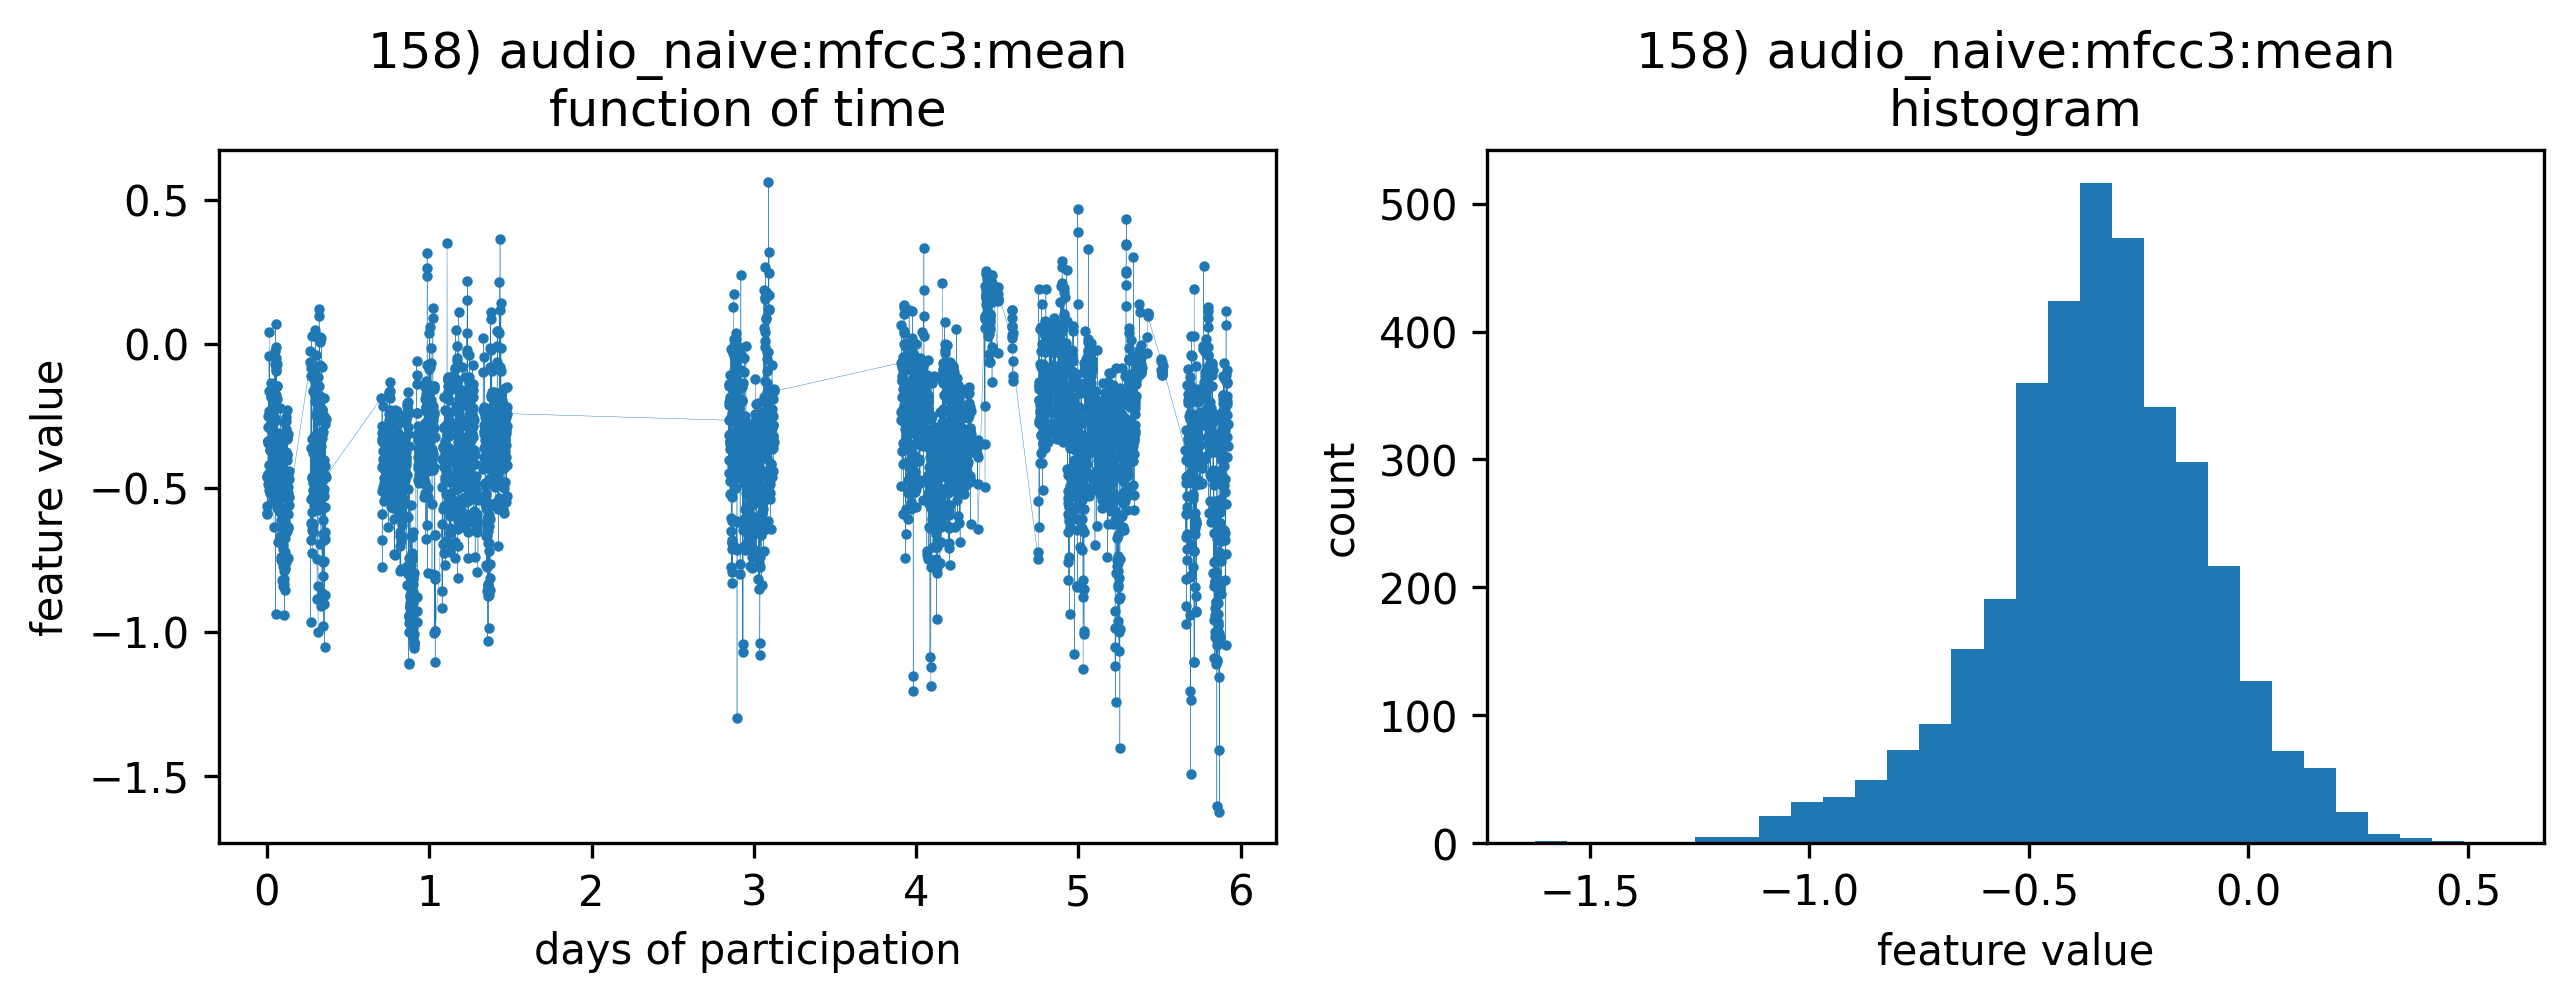 158) audio_naive:mfcc3:mean
function of time
feature value
0.5
0.0
−0.5
−1.0
−1.5
0 1 2 3 4 5 6
days of participation
158) audio_naive:mfcc3:mean
histogram
count
500
400
300
200
100
0
−1.5 −1.0 −0.5 0.0 0.5
feature value